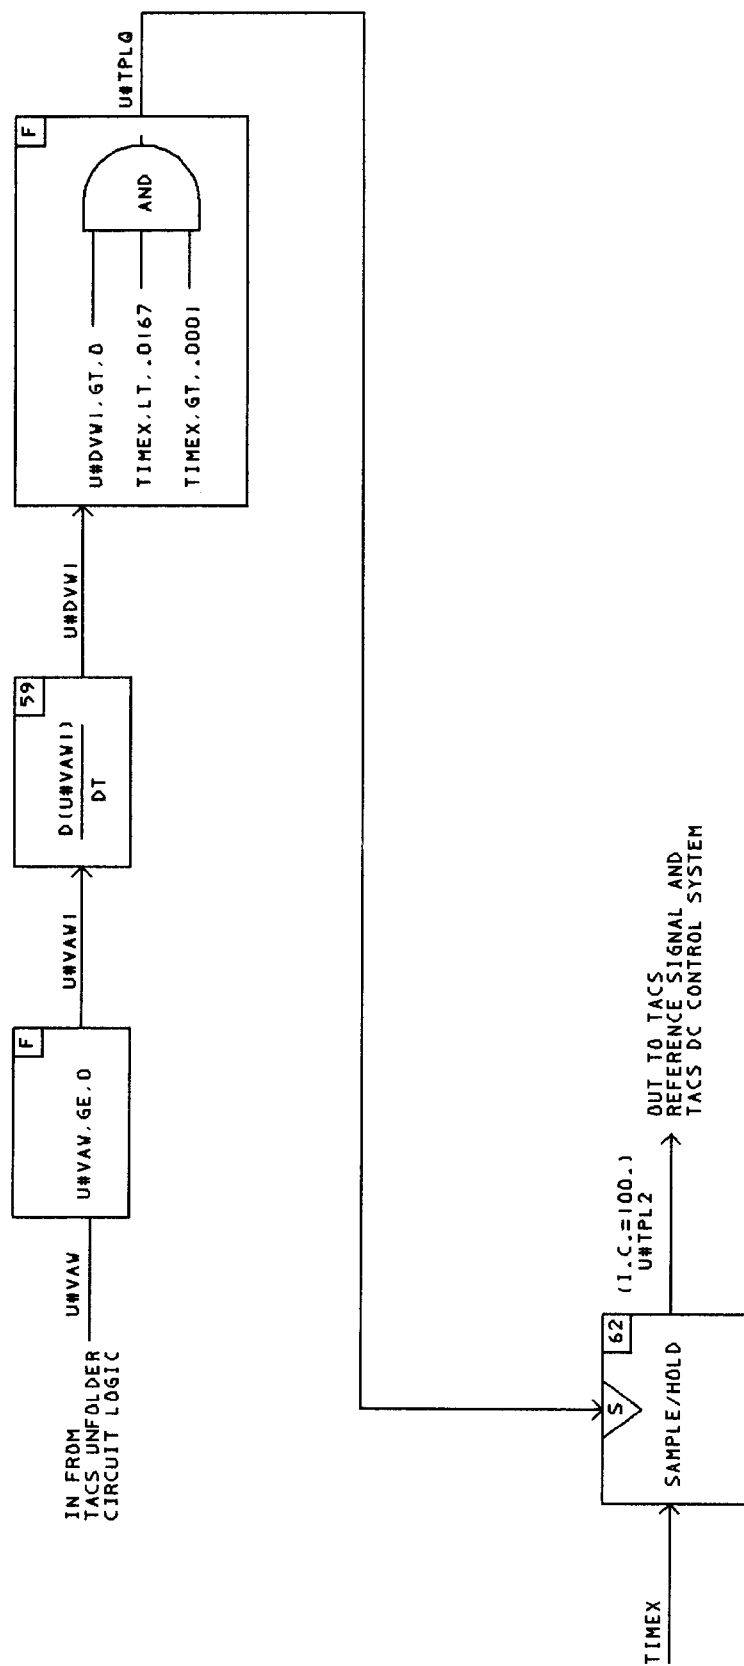 IN FROM
TACS UNFOLDER
CIRCUIT LOGIC
U#VAW
F
U#VAW.GE.0
U#VAW1
59
D(U#VAW1)
DT
U#DVW1
F
U#DVW1.GT.0
TIMEX.LT..0167
TIMEX.GT..0001
AND
U#TPLQ
TIMEX
S
62
SAMPLE/HOLD
(I.C.=100.)
U#TPL2
OUT TO TACS
REFERENCE SIGNAL AND
TACS DC CONTROL SYSTEM